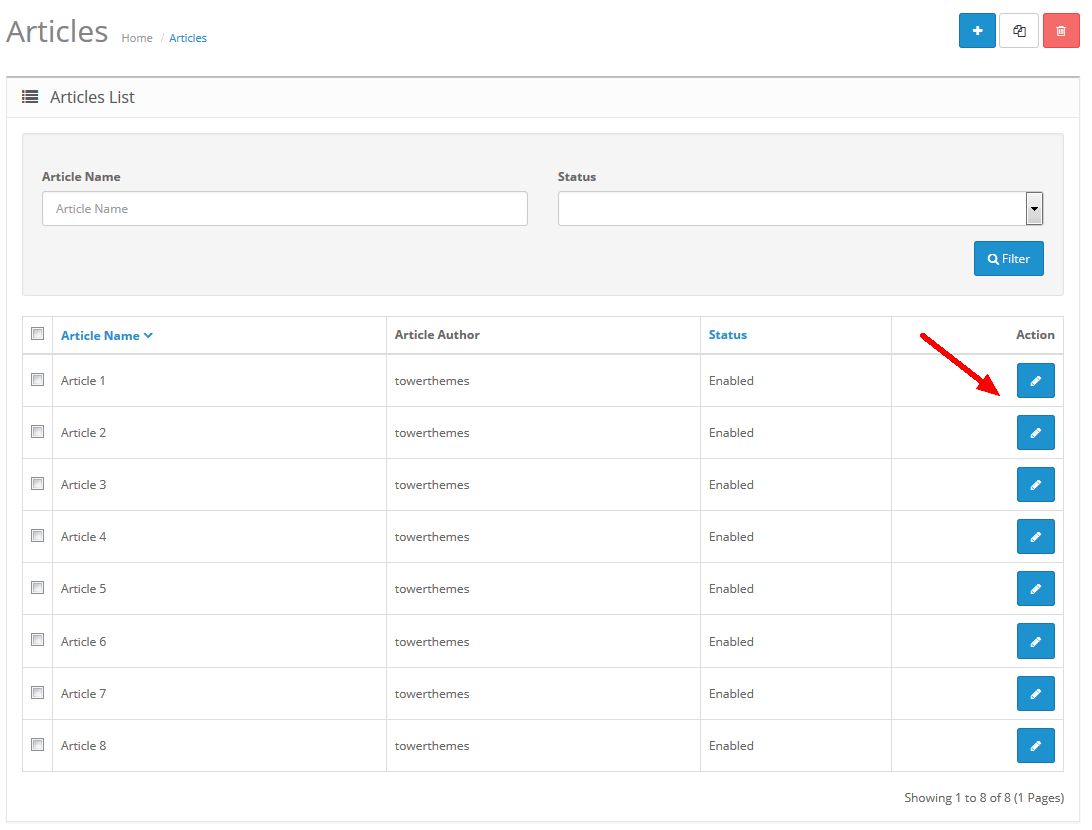 Articles Home / Articles
Articles List
Article Name Status
Article Name
Filter
Article Name Article Author Status Action
Article 1 towerthemes Enabled
Article 2 towerthemes Enabled
Article 3 towerthemes Enabled
Article 4 towerthemes Enabled
Article 5 towerthemes Enabled
Article 6 towerthemes Enabled
Article 7 towerthemes Enabled
Article 8 towerthemes Enabled
Showing 1 to 8 of 8 (1 Pages)